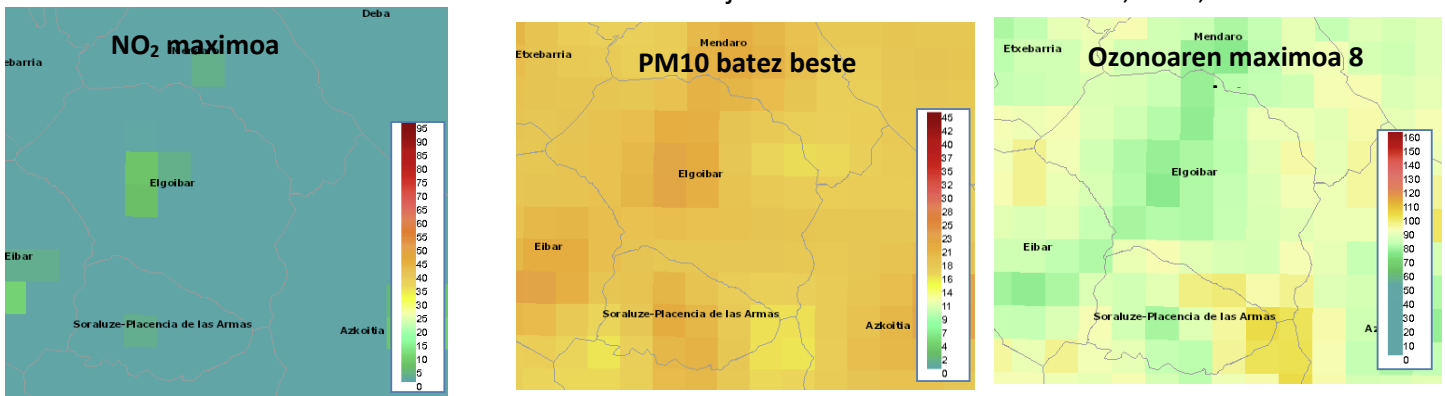 Deba
NO₂ maximoa
ebarria
Elgoibar
Eibar
Soraluze-Placencia de las Armas
Azkoitia
95
90
85
80
75
70
65
60
55
50
45
40
35
30
25
20
15
10
5
0
Mendaro
Etxebarria
PM10 batez beste
Elgoibar
Eibar
Soraluze-Placencia de las Armas
Azkoitia
45
42
40
37
35
32
30
28
26
23
21
18
16
14
11
9
7
4
2
0
Mendaro
Etxebarria
Ozonoaren maximoa 8
Elgoibar
Eibar
Soraluze-Placencia de las Armas
Az
160
150
140
130
120
110
100
90
80
70
60
50
40
30
20
10
0